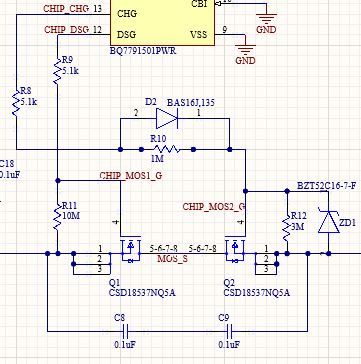 CHIP_CHG 13
CHG
CBI
GND
CHIP_DSG 12
DSG
VSS
9
BQ7791501PWR
GND
R9
5.1k
R8
5.1k
D2 BAS16J,135
2
1
R10
1M
C18
0.1uF
CHIP_MOS1_G
R11
10M
CHIP_MOS2_G
BZT52C16-7-F
R12
3M
ZD1
4
4
1
2
3
5-6-7-8
5-6-7-8
MOS_S
1
2
3
2
Q1
CSD18537NQ5A
Q2
CSD18537NQ5A
C8
0.1uF
C9
0.1uF